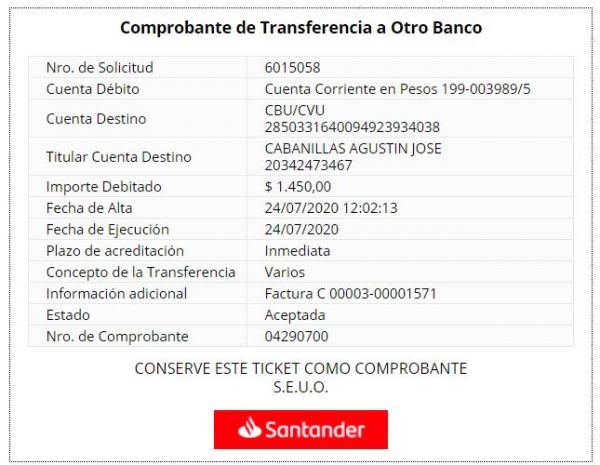 Comprobante de Transferencia a Otro Banco
Nro. de Solicitud 6015058
Cuenta Débito Cuenta Corriente en Pesos 199-003989/5
Cuenta Destino CBU/CVU
2850331640094923934038
Titular Cuenta Destino CABANILLAS AGUSTIN JOSE
20342473467
Importe Debitado $ 1.450,00
Fecha de Alta 24/07/2020 12:02:13
Fecha de Ejecución 24/07/2020
Plazo de acreditación Inmediata
Concepto de la Transferencia Varios
Información adicional Factura C 00003-00001571
Estado Aceptada
Nro. de Comprobante 04290700
CONSERVE ESTE TICKET COMO COMPROBANTE
S.E.U.O.
Santander